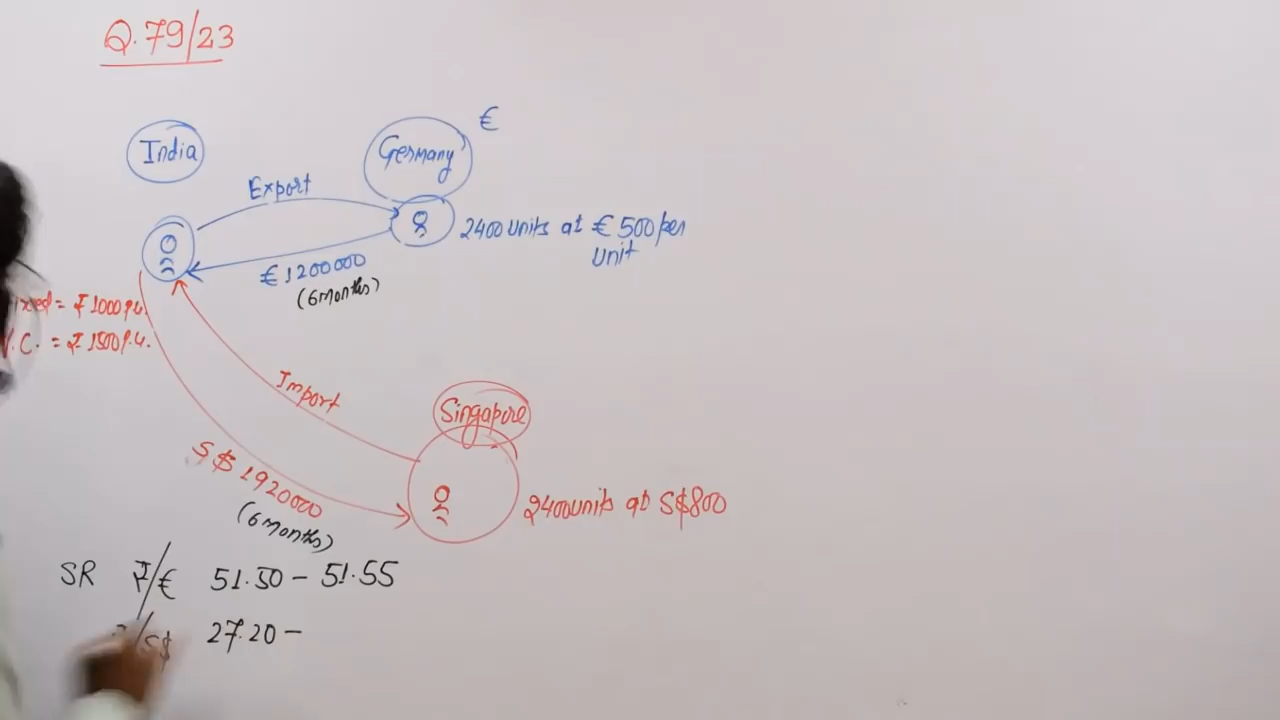 Q.79/23
€
India
Germany
Export
2400 units at € 500 per
unit
€ 1200000
(6 months)
= ₹ 1000 p.u.
V.C. = ₹ 1500 p.u.
Import
Singapore
S$ 1920000
(6 months)
2400 units at S$800
SR ₹/€ 51.50 – 51.55
/S$ 27.20 –